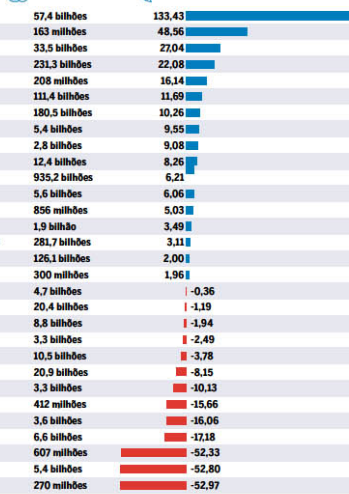 57,4 bilhões 133,43
163 milhões 48,56
33,5 bilhões 27,04
231,3 bilhões 22,08
208 milhões 16,14
111,4 bilhões 11,69
180,5 bilhões 10,26
5,4 bilhões 9,55
2,8 bilhões 9,08
12,4 bilhões 8,26
935,2 bilhões 6,21
5,6 bilhões 6,06
856 milhões 5,03
1,9 bilhão 3,49
281,7 bilhões 3,11
126,1 bilhões 2,00
300 milhões 1,96
4,7 bilhões -0,36
20,4 bilhões -1,19
8,8 bilhões -1,94
3,3 bilhões -2,49
10,5 bilhões -3,78
20,9 bilhões -8,15
3,3 bilhões -10,13
412 milhões -15,66
3,6 bilhões -16,06
6,6 bilhões -17,18
607 milhões -52,33
5,4 bilhões -52,80
270 milhões -52,97